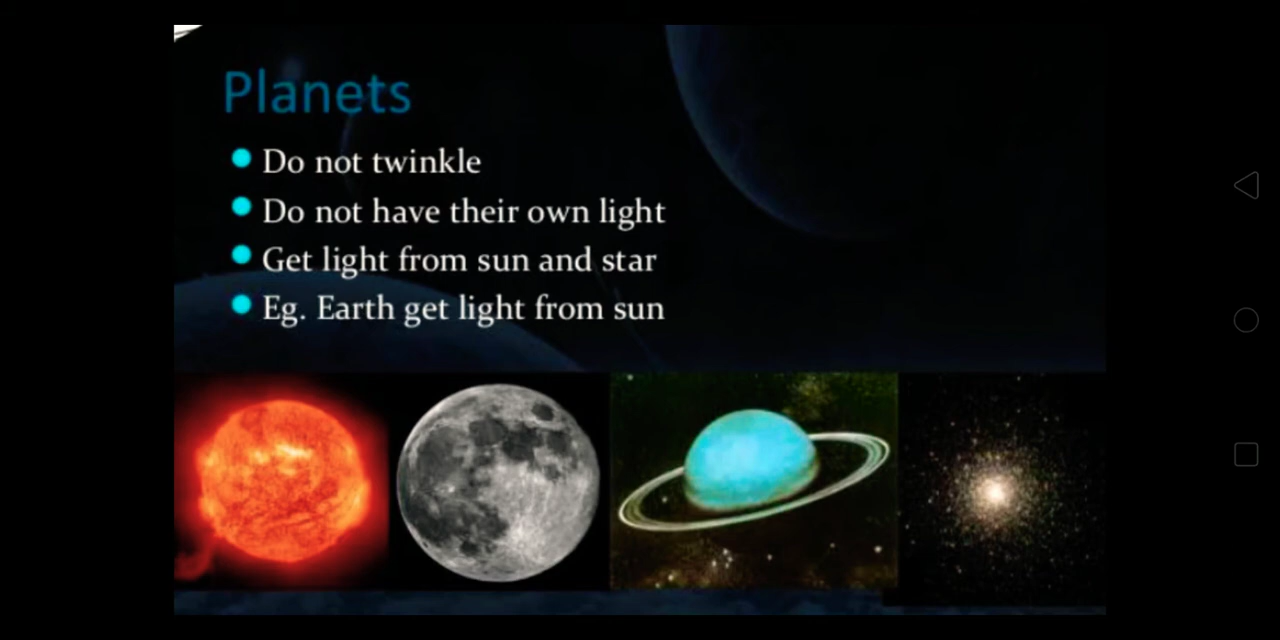 Planets
Do not twinkle
Do not have their own light
Get light from sun and star
Eg. Earth get light from sun